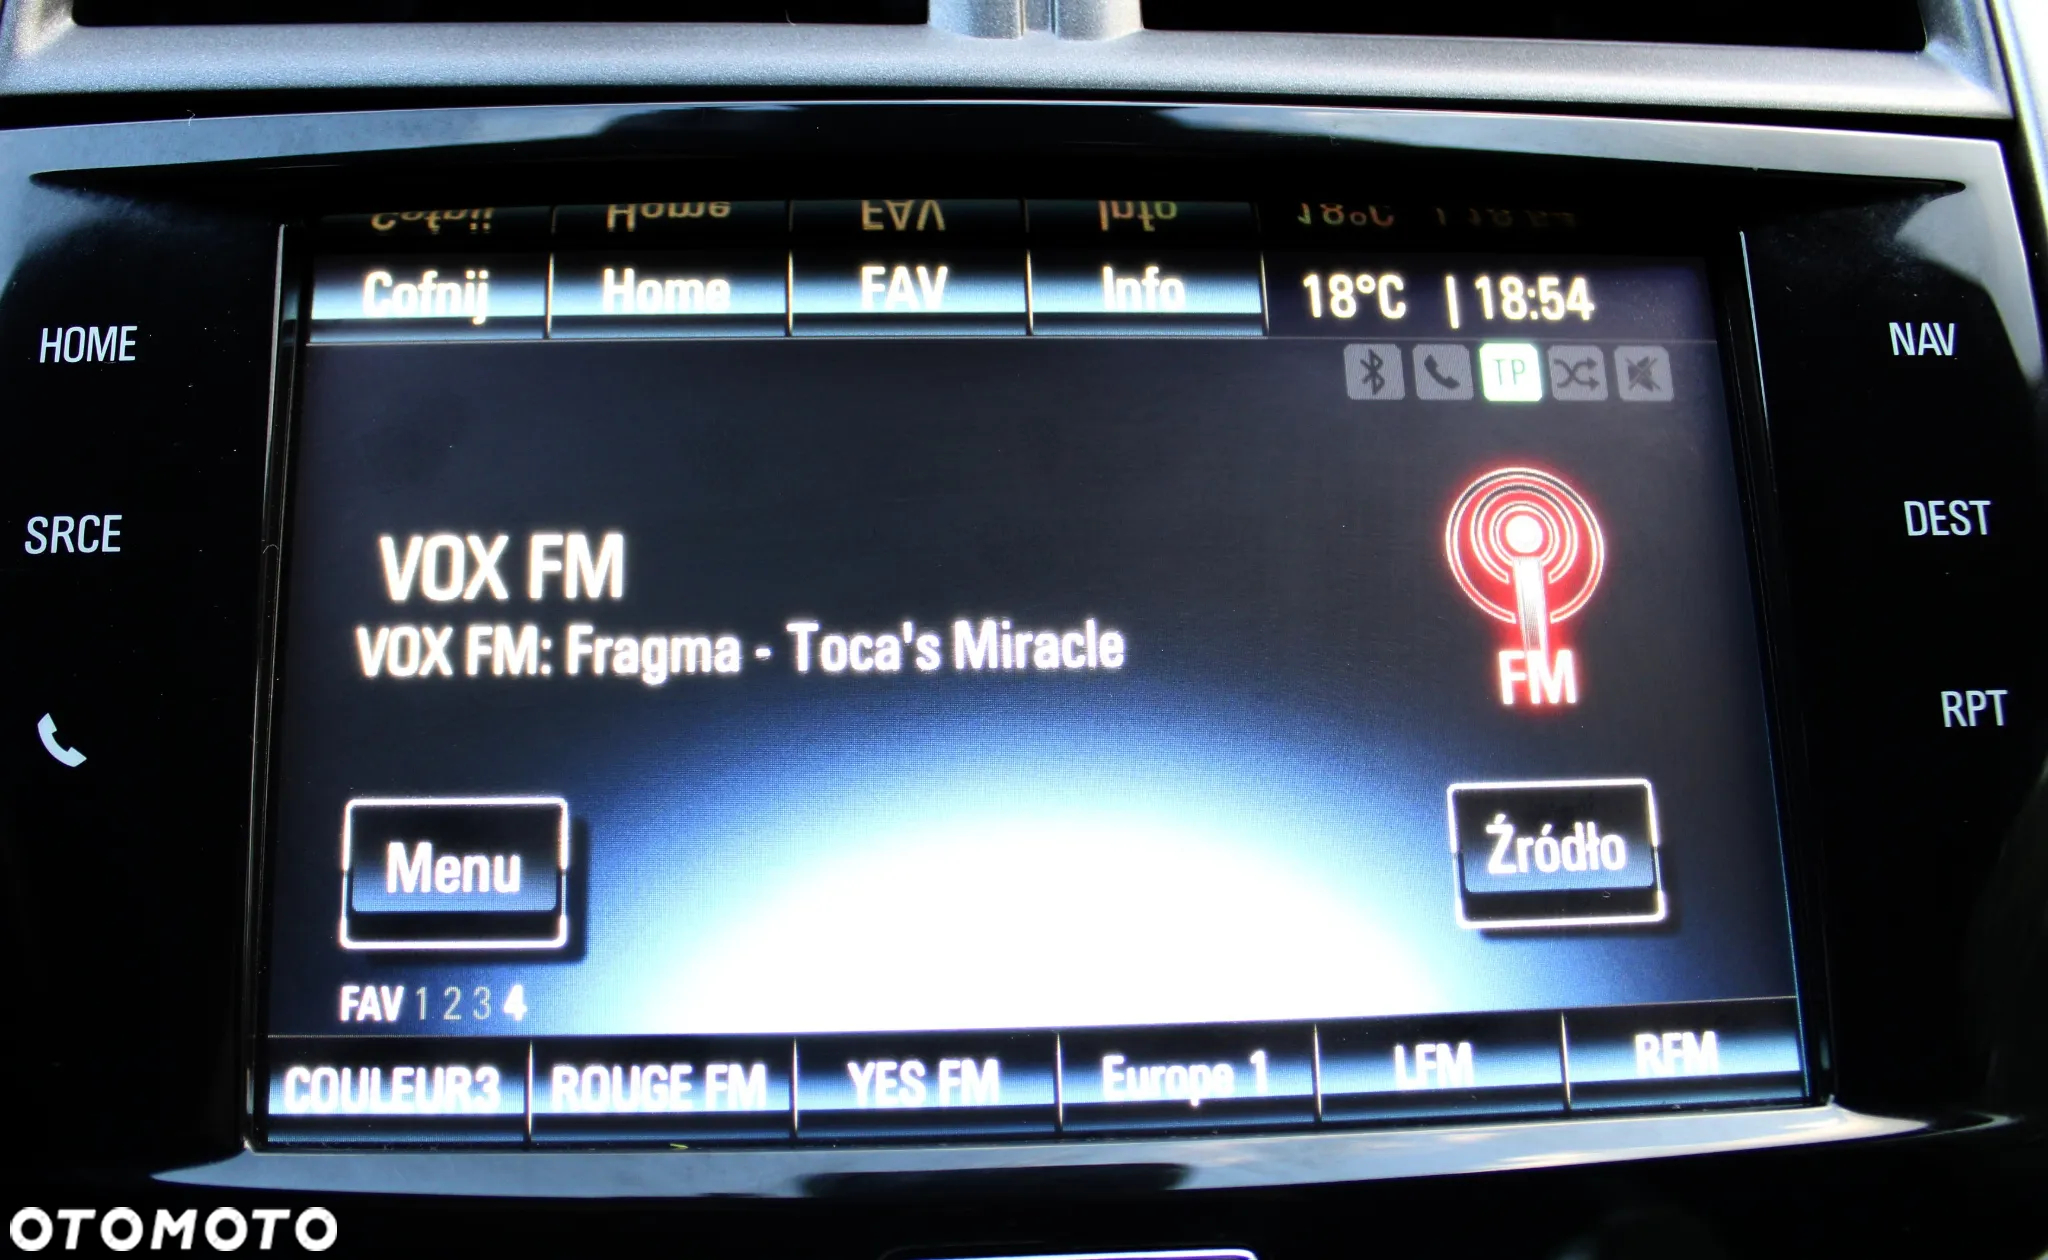 Cofnij Home FAV Info 18°C | 18:54
HOME
NAV
TP
SRCE
DEST
VOX FM
VOX FM: Fragma - Toca's Miracle
FM
RPT
Menu
Źródło
FAV 1 2 3 4
COULEUR3 ROUGE FM YES FM Europe 1 LFM RFM
OTOMOTO